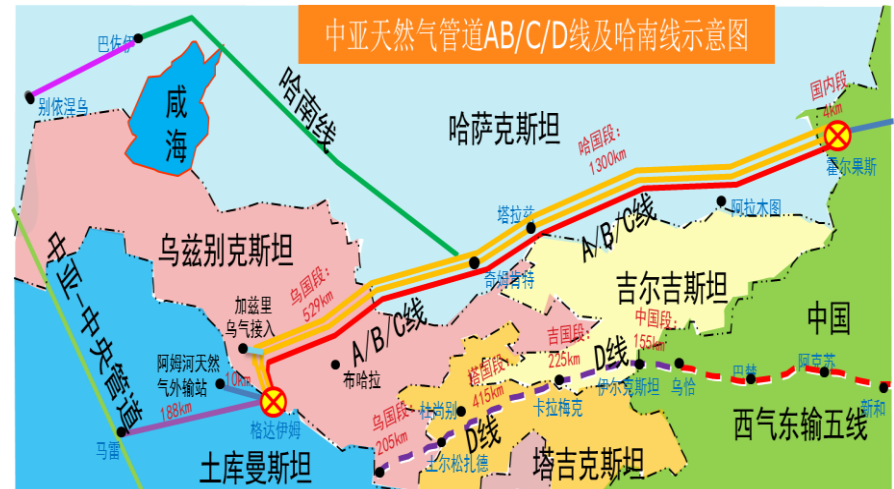 中亚天然气管道AB/C/D线及哈南线示意图
巴佐伊
别依涅乌
咸
海
哈南线
哈萨克斯坦
国内段:
4km
哈国段:
1300km
霍尔果斯
塔拉兹
阿拉木图
A/B/C线
乌兹别克斯坦
奇姆肯特
吉尔吉斯坦
乌国段:
529km
加兹里
乌气接入
A/B/C线
中国
中国段:
155km
吉国段:
225km
D线
中亚-中央管道
阿姆河天然
气外输站
10km
布哈拉
伊尔克斯坦
乌恰
巴楚
阿克苏
新和
塔国段:
415km
卡拉梅克
杜尚别
188km
格达伊姆
乌国段:
205km
D线
西气东输五线
马雷
土库曼斯坦
土尔松扎德
塔吉克斯坦